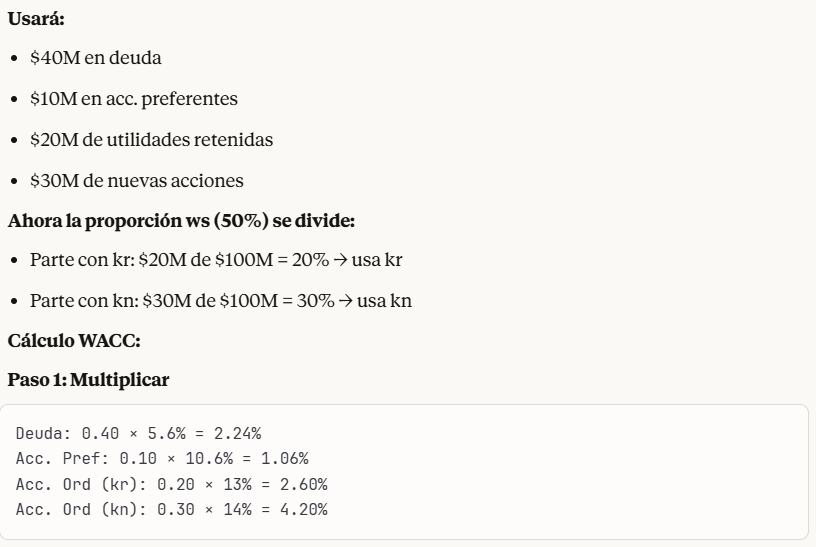 Usará:
• $40M en deuda
• $10M en acc. preferentes
• $20M de utilidades retenidas
• $30M de nuevas acciones
Ahora la proporción ws (50%) se divide:
• Parte con kr: $20M de $100M = 20% → usa kr
• Parte con kn: $30M de $100M = 30% → usa kn
Cálculo WACC:
Paso 1: Multiplicar
Deuda: 0.40 × 5.6% = 2.24%
Acc. Pref: 0.10 × 10.6% = 1.06%
Acc. Ord (kr): 0.20 × 13% = 2.60%
Acc. Ord (kn): 0.30 × 14% = 4.20%